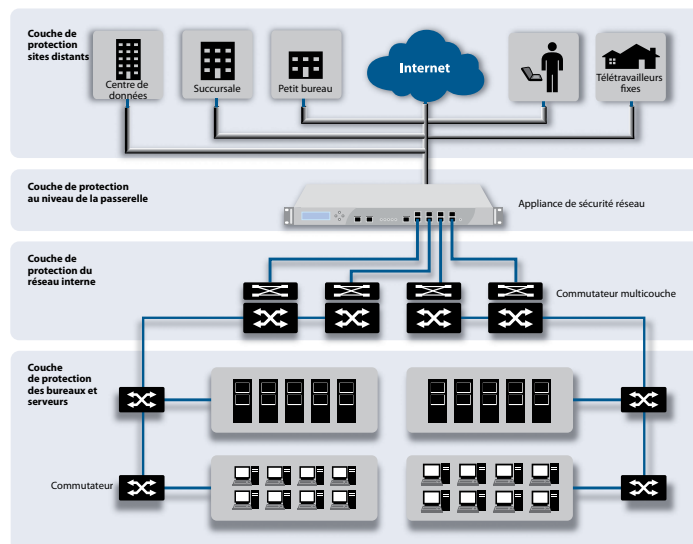 Couche de
protection
sites distants
Centre de
données
Succursale
Petit bureau
Internet
Télétravailleurs
fixes
Couche de protection
au niveau de la passerelle
Appliance de sécurité réseau
Couche de
protection du
réseau interne
Commutateur multicouche
Couche
de protection
des bureaux et
serveurs
Commutateur